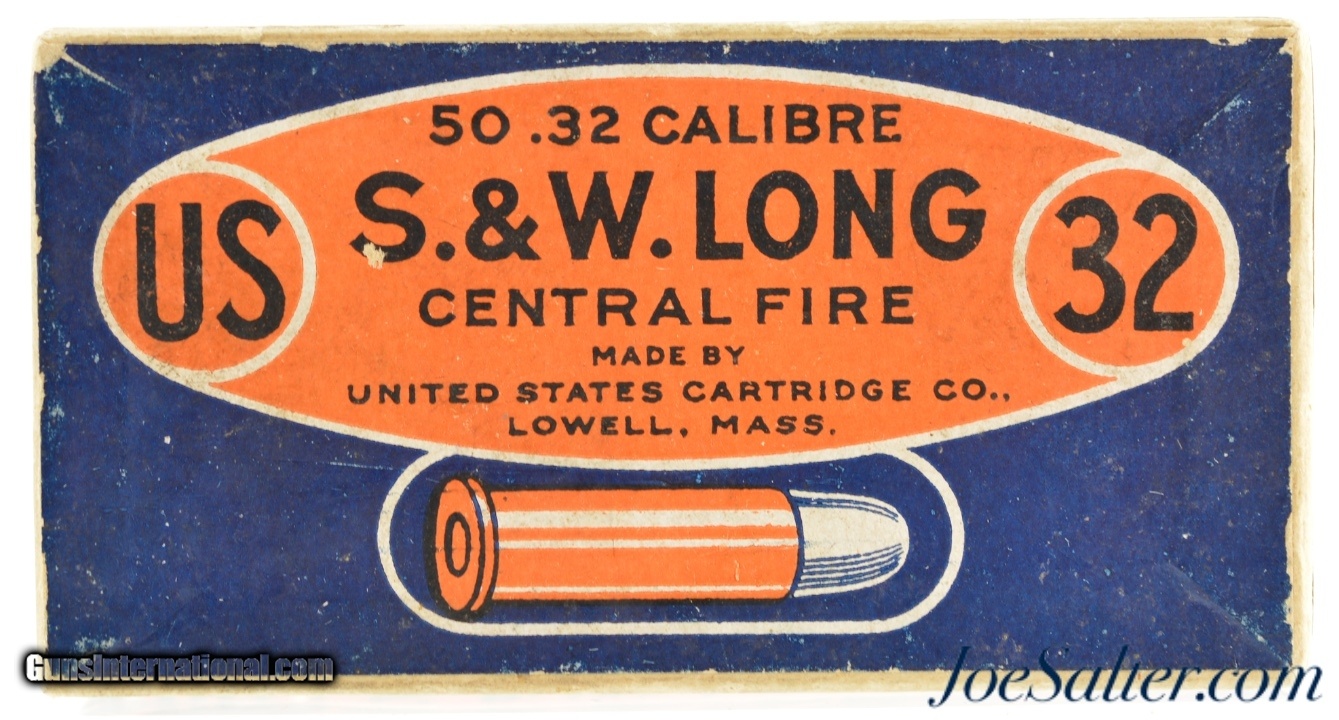 50 .32 CALIBRE
S.&W. LONG
US
32
CENTRAL FIRE
MADE BY
UNITED STATES CARTRIDGE CO.,
LOWELL, MASS.
GunsInternational.com
JoeSalter.com